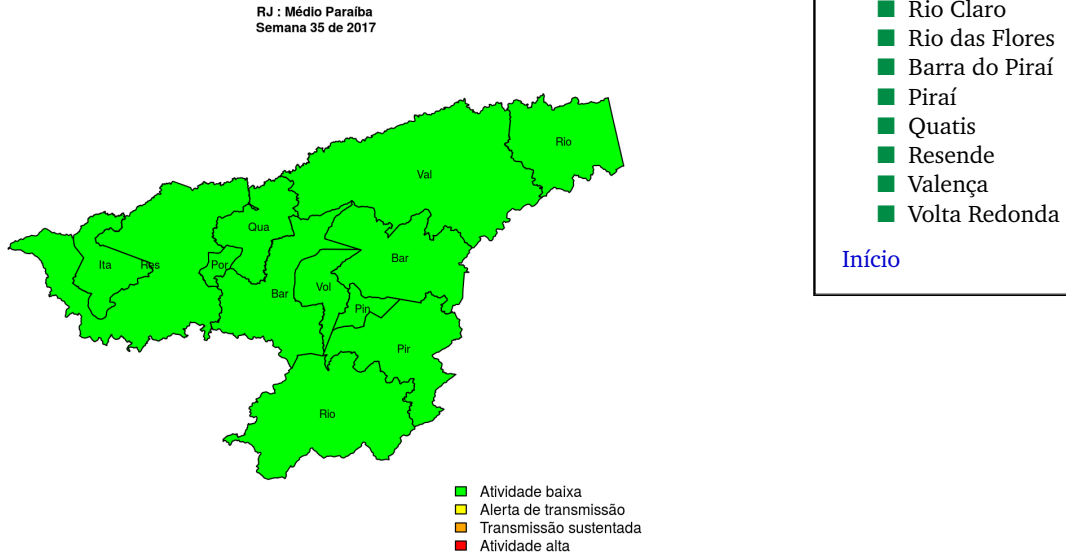 RJ : Médio Paraíba
Semana 35 de 2017
Rio
Val
Qua
Ita
Res
Por
Bar
Bar
Vol
Pin
Pir
Rio
Atividade baixa
Alerta de transmissão
Transmissão sustentada
Atividade alta
Rio Claro
Rio das Flores
Barra do Piraí
Piraí
Quatis
Resende
Valença
Volta Redonda
Início